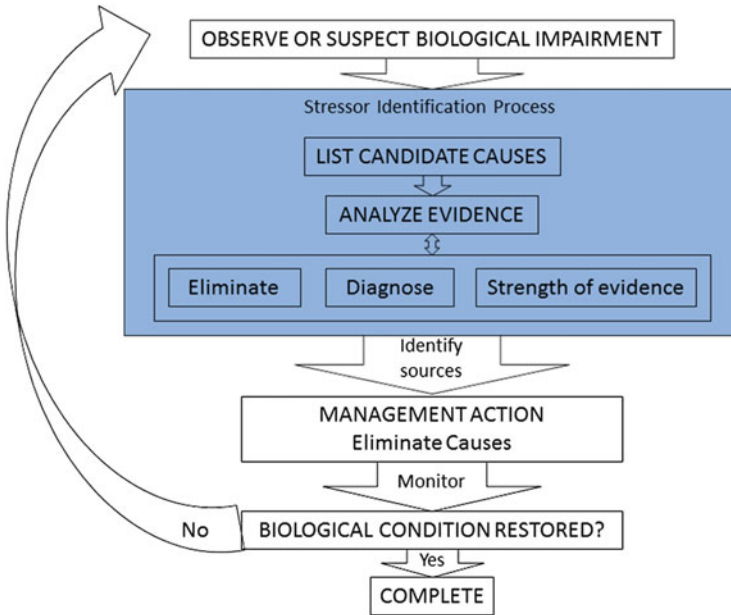 OBSERVE OR SUSPECT BIOLOGICAL IMPAIRMENT
Stressor Identification Process
LIST CANDIDATE CAUSES
ANALYZE EVIDENCE
Eliminate
Diagnose
Strength of evidence
Identify
sources
MANAGEMENT ACTION
Eliminate Causes
Monitor
No
BIOLOGICAL CONDITION RESTORED?
Yes
COMPLETE